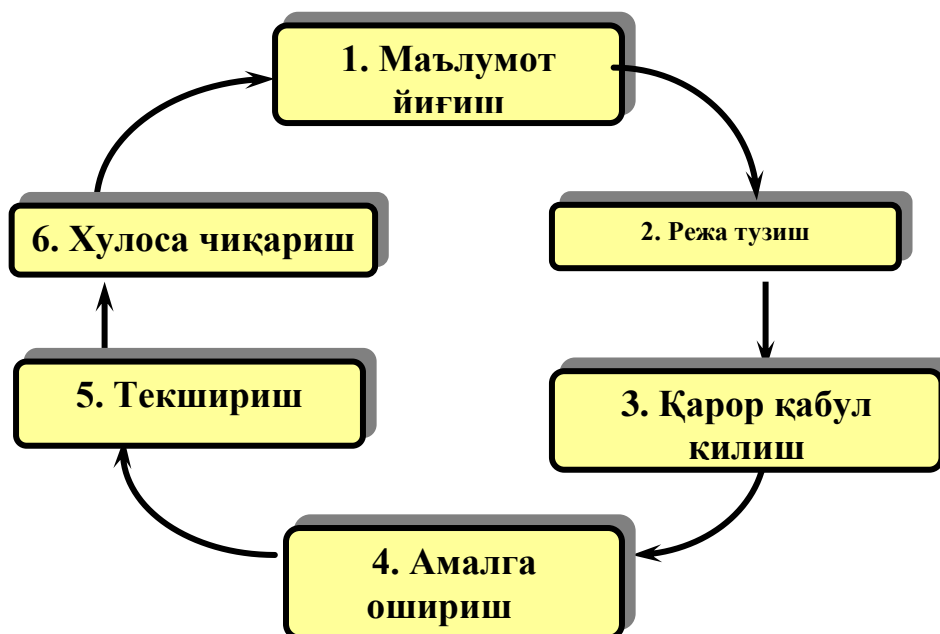 1. Маълумот
йиғиш
2. Режа тузиш
3. Қарор қабул
қилиш
4. Амалга
ошириш
5. Текшириш
6. Хулоса чиқариш